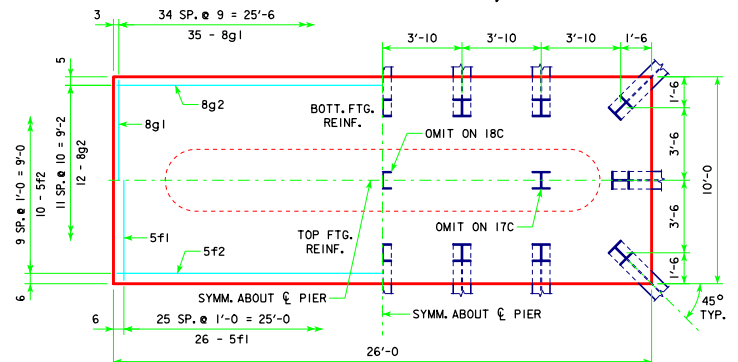 3
34 SP. @ 9 = 25'-6
35 - 8g1
3'-10
3'-10
3'-10
1'-6
5
8g2
8g1
BOTT. FTG.
REINF.
OMIT ON 18C
1'-6
3'-6
10'-0
3'-6
1'-6
9 SP. @ 1'-0 = 9'-0
10 - 5f2
11 SP. @ 10 = 9'-2
12 - 8g2
TOP FTG.
REINF.
OMIT ON 17C
5f1
5f2
6
SYMM. ABOUT ℄ PIER
SYMM. ABOUT ℄ PIER
45°
TYP.
6
25 SP. @ 1'-0 = 25'-0
26 - 5f1
26'-0